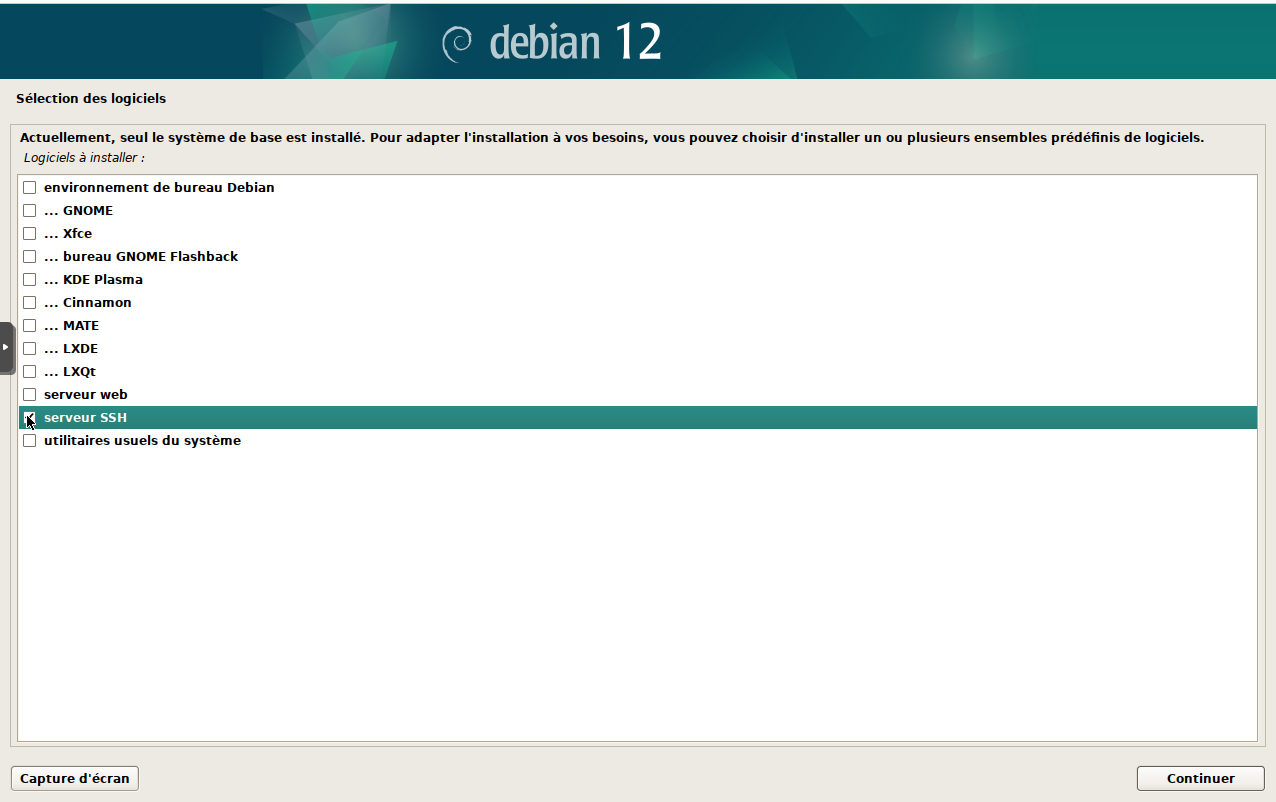 debian 12
Sélection des logiciels
Actuellement, seul le système de base est installé. Pour adapter l'installation à vos besoins, vous pouvez choisir d'installer un ou plusieurs ensembles prédéfinis de logiciels.
Logiciels à installer :
environnement de bureau Debian
... GNOME
... Xfce
... bureau GNOME Flashback
... KDE Plasma
... Cinnamon
... MATE
... LXDE
... LXQt
serveur web
serveur SSH
utilitaires usuels du système
Capture d'écran
Continuer